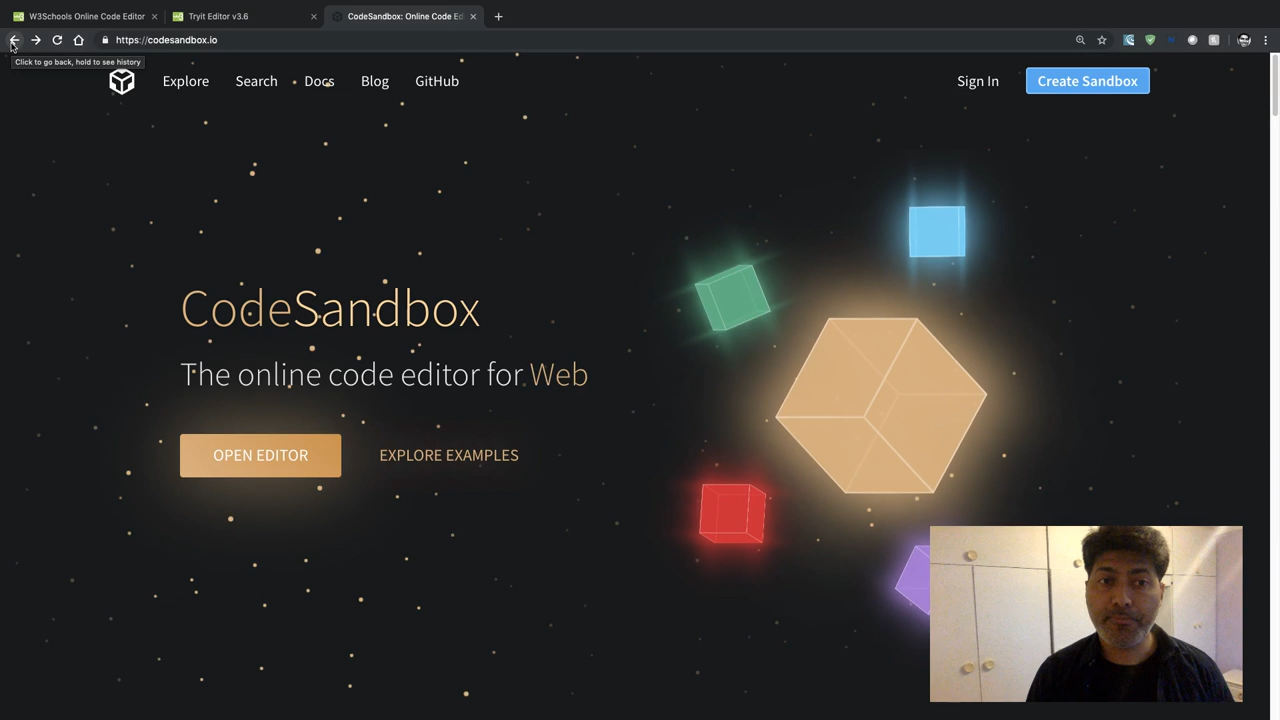 W3Schools Online Code Editor
Tryit Editor v3.6
CodeSandbox: Online Code Ed
https://codesandbox.io
Click to go back, hold to see history
Explore
Search
Docs
Blog
GitHub
Sign In
Create Sandbox
CodeSandbox
The online code editor for Web
OPEN EDITOR
EXPLORE EXAMPLES